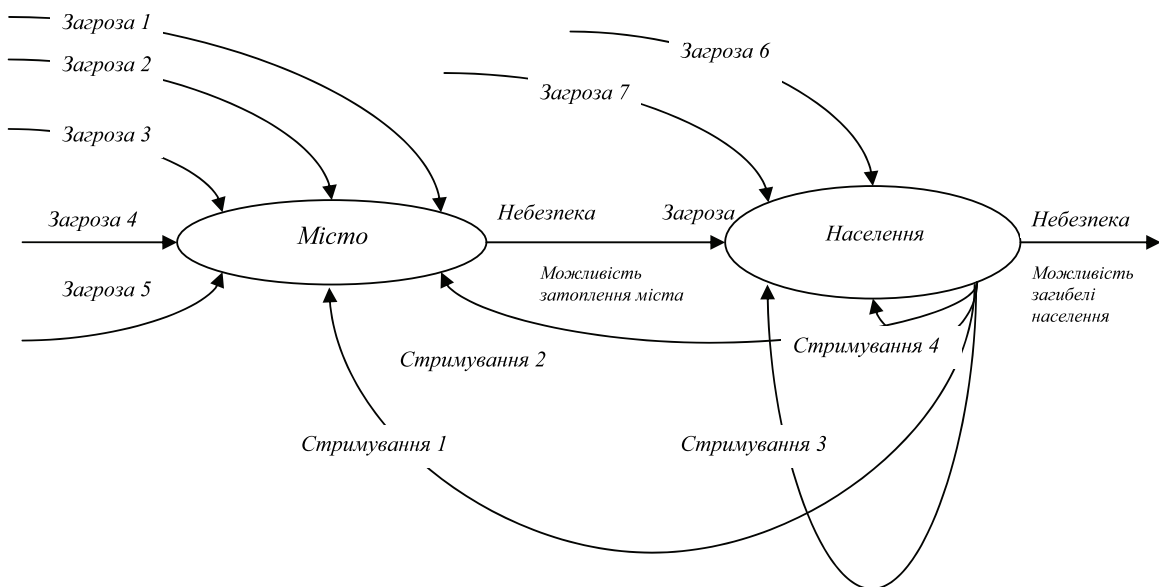 Загроза 1
Загроза 2
Загроза 3
Загроза 4
Загроза 5
Загроза 6
Загроза 7
Місто
Небезпека
Загроза
Населення
Небезпека
Можливість
затоплення міста
Можливість
загибелі
населення
Стримування 2
Стримування 4
Стримування 1
Стримування 3